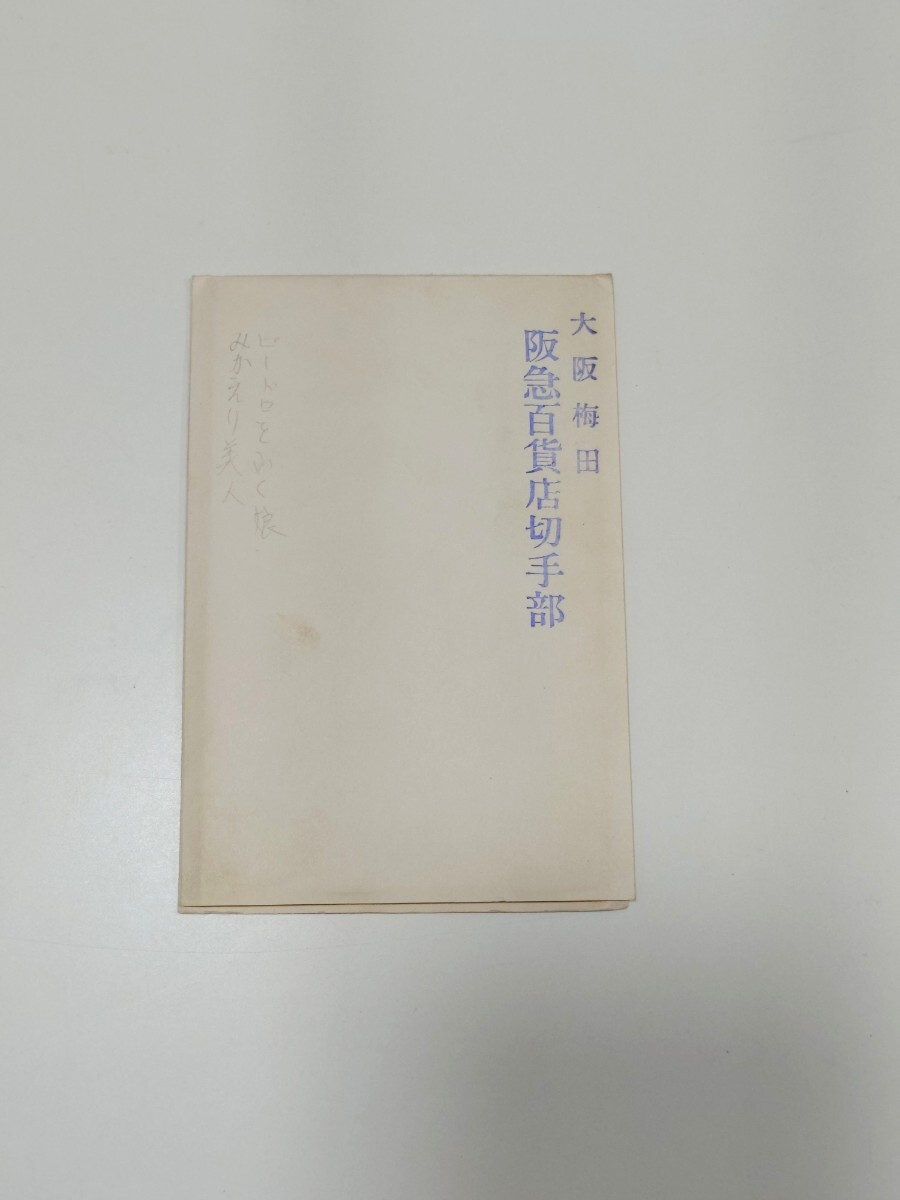 大阪梅田
阪急百貨店切手部
ビードロをふく娘
みかえり美人